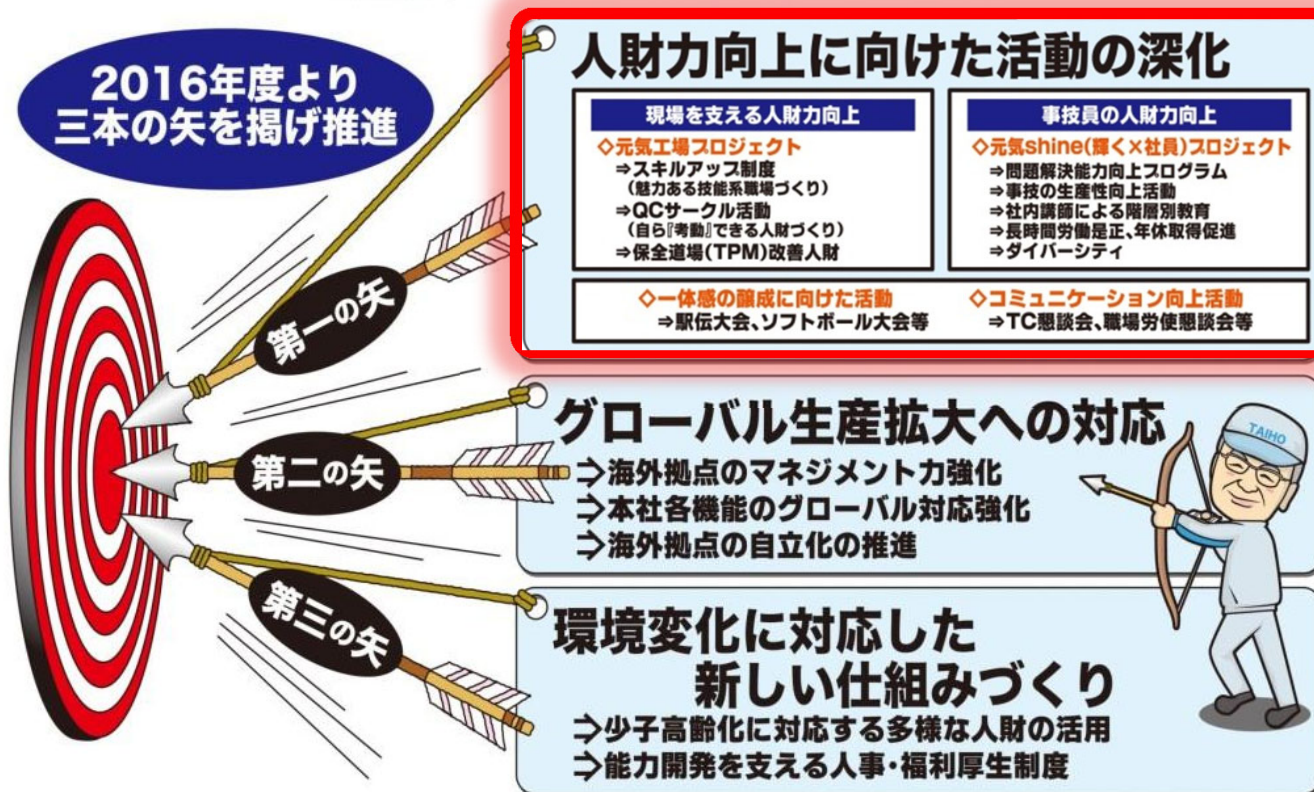 2016年度より
三本の矢を掲げ推進
第一の矢
人財力向上に向けた活動の深化
現場を支える人財力向上
◇元気工場プロジェクト
⇒スキルアップ制度
(魅力ある技能系職場づくり)
⇒QCサークル活動
(自ら『考動』できる人財づくり)
⇒保全道場(TPM)改善人財
事技員の人財力向上
◇元気shine(輝く×社員)プロジェクト
⇒問題解決能力向上プログラム
⇒事技の生産性向上活動
⇒社内講師による階層別教育
⇒長時間労働是正、年休取得促進
⇒ダイバーシティ
◇一体感の醸成に向けた活動
⇒駅伝大会、ソフトボール大会等
◇コミュニケーション向上活動
⇒TC懇談会、職場労使懇談会等
第二の矢
グローバル生産拡大への対応
⇒海外拠点のマネジメント力強化
⇒本社各機能のグローバル対応強化
⇒海外拠点の自立化の推進
TAIHO
第三の矢
環境変化に対応した
新しい仕組みづくり
⇒少子高齢化に対応する多様な人財の活用
⇒能力開発を支える人事・福利厚生制度